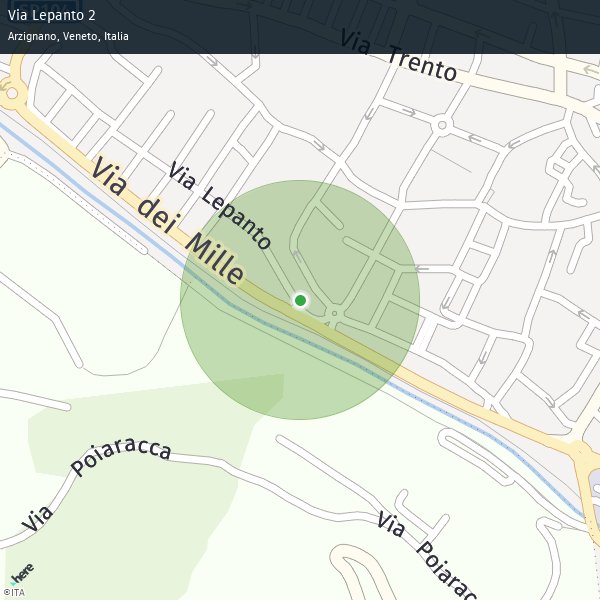 Via Lepanto 2
Arzignano, Veneto, Italia
Via Trento
Via Lepanto
Via dei Mille
Via Poiaracca
Via Poiarac
here
©ITA